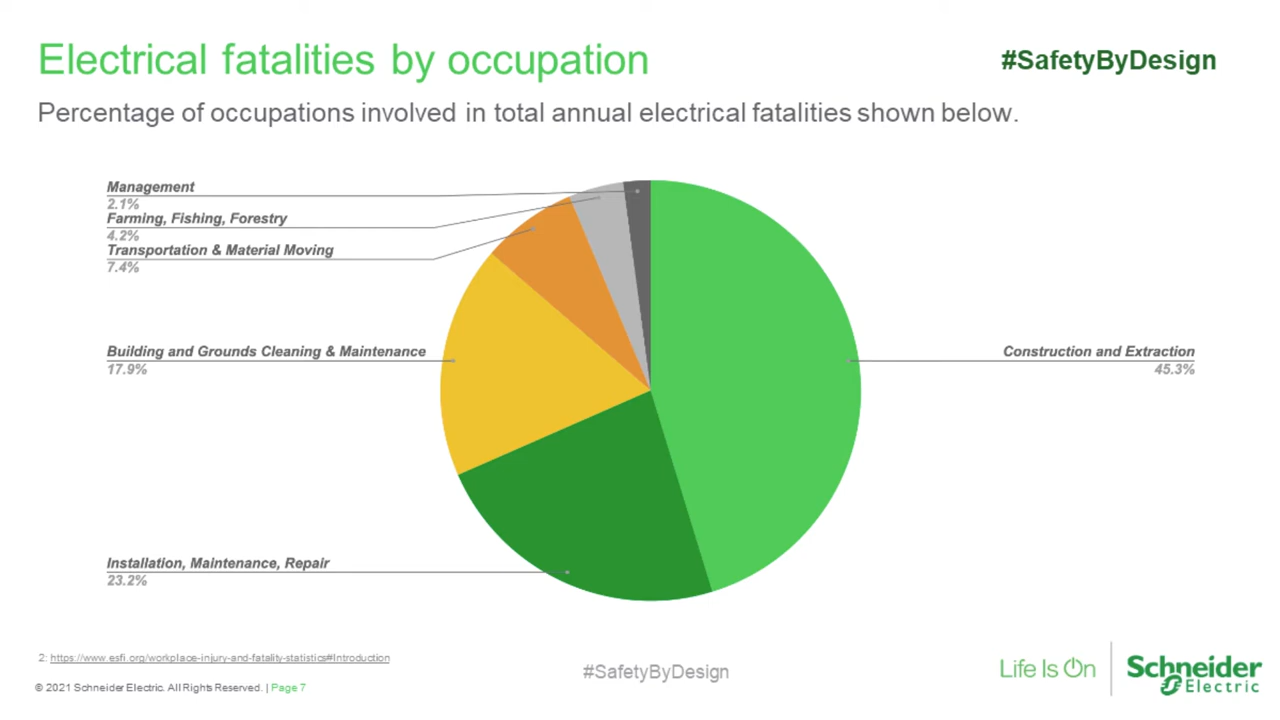 Electrical fatalities by occupation
#SafetyByDesign
Percentage of occupations involved in total annual electrical fatalities shown below.
Management
2.1%
Farming, Fishing, Forestry
4.2%
Transportation & Material Moving
7.4%
Building and Grounds Cleaning & Maintenance
17.9%
Construction and Extraction
45.3%
Installation, Maintenance, Repair
23.2%
2: https://www.esfi.org/workplace-injury-and-fatality-statistics#Introduction
© 2021 Schneider Electric. All Rights Reserved. | Page 7
#SafetyByDesign
Life Is On
Schneider
Electric